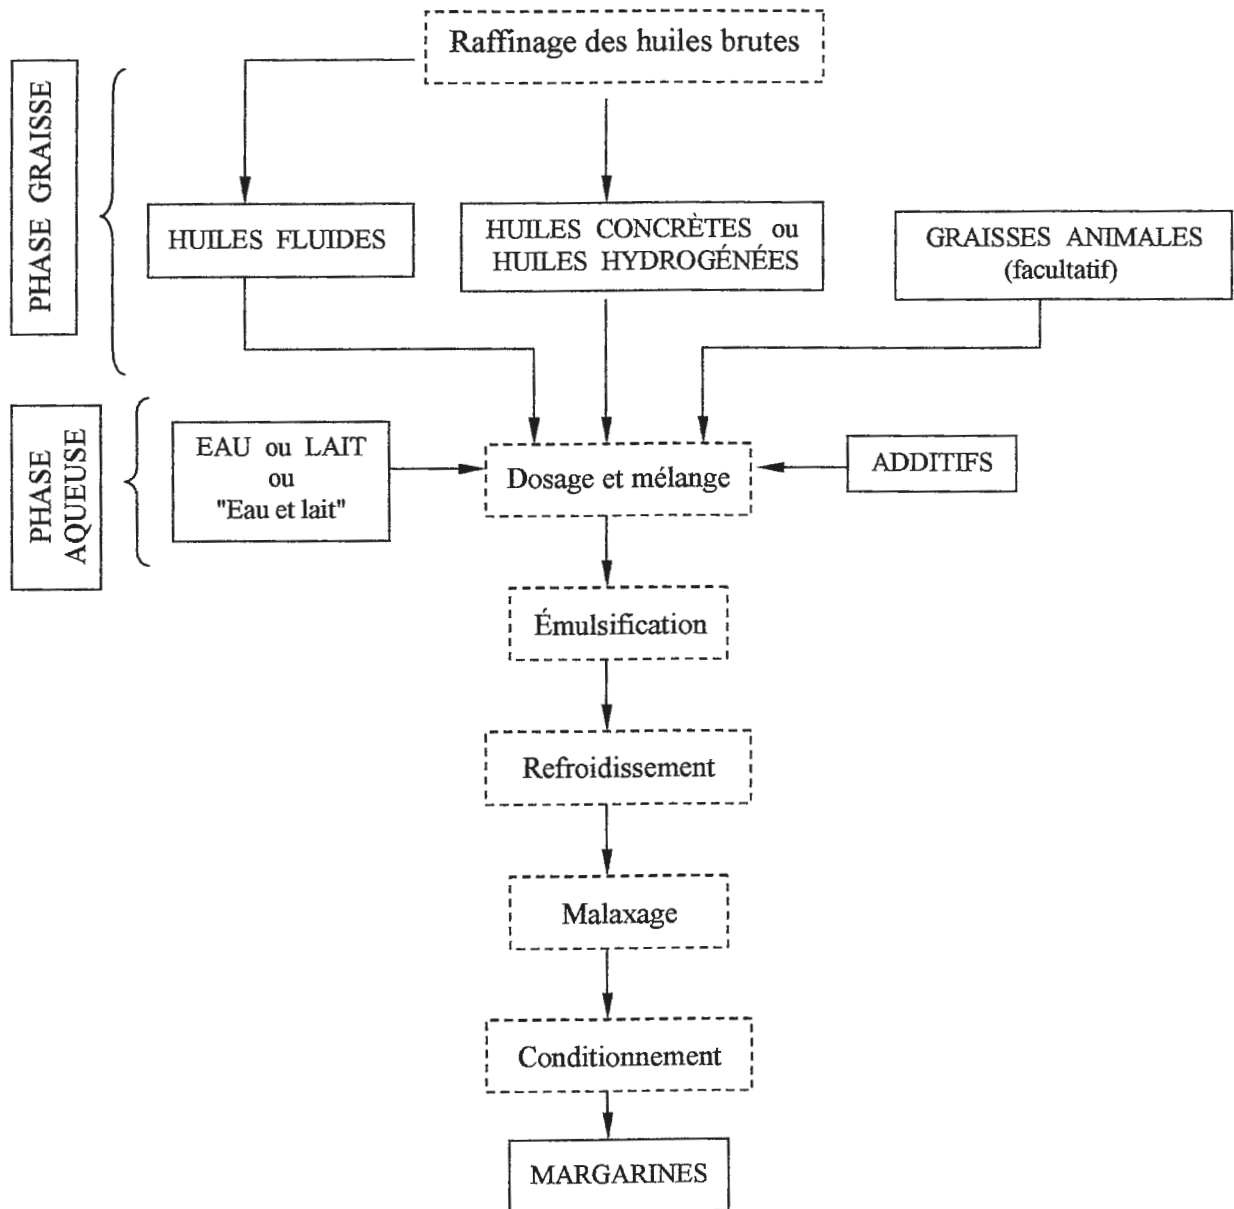 Raffinage des huiles brutes
PHASE GRAISSE
HUILES FLUIDES
HUILES CONCRÈTES ou
HUILES HYDROGÉNÉES
GRAISSES ANIMALES
(facultatif)
PHASE
AQUEUSE
EAU ou LAIT
ou
"Eau et lait"
Dosage et mélange
ADDITIFS
Émulsification
Refroidissement
Malaxage
Conditionnement
MARGARINES